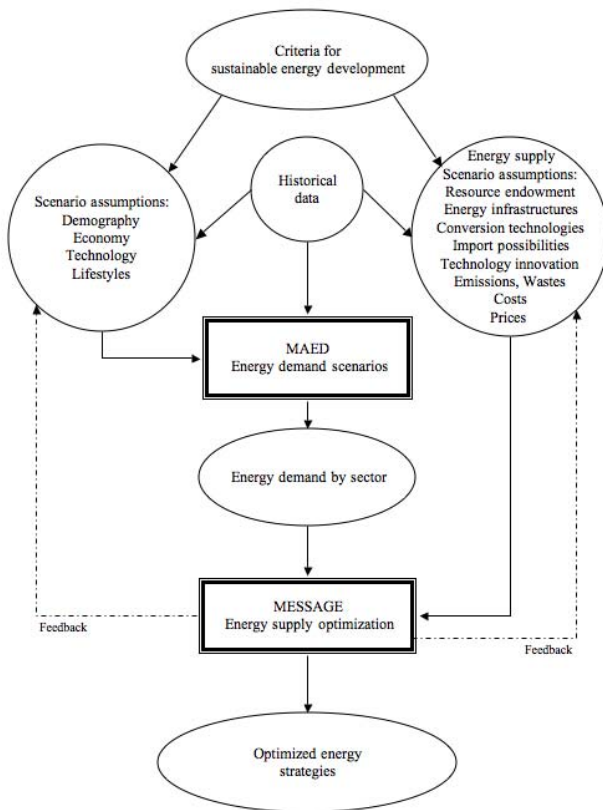 Criteria for
sustainable energy development
Historical
data
Scenario assumptions:
Demography
Economy
Technology
Lifestyles
Energy supply
Scenario assumptions:
Resource endowment
Energy infrastructures
Conversion technologies
Import possibilities
Technology innovation
Emissions, Wastes
Costs
Prices
MAED
Energy demand scenarios
Energy demand by sector
MESSAGE
Energy supply optimization
Feedback
Feedback
Optimized energy
strategies